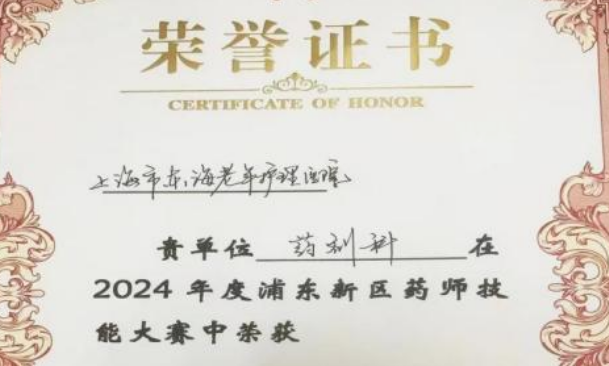 荣誉证书
CERTIFICATE OF HONOR
上海市东海老年护理医院
贵单位 药剂科 在
2024 年度浦东新区药师技
能大赛中荣获